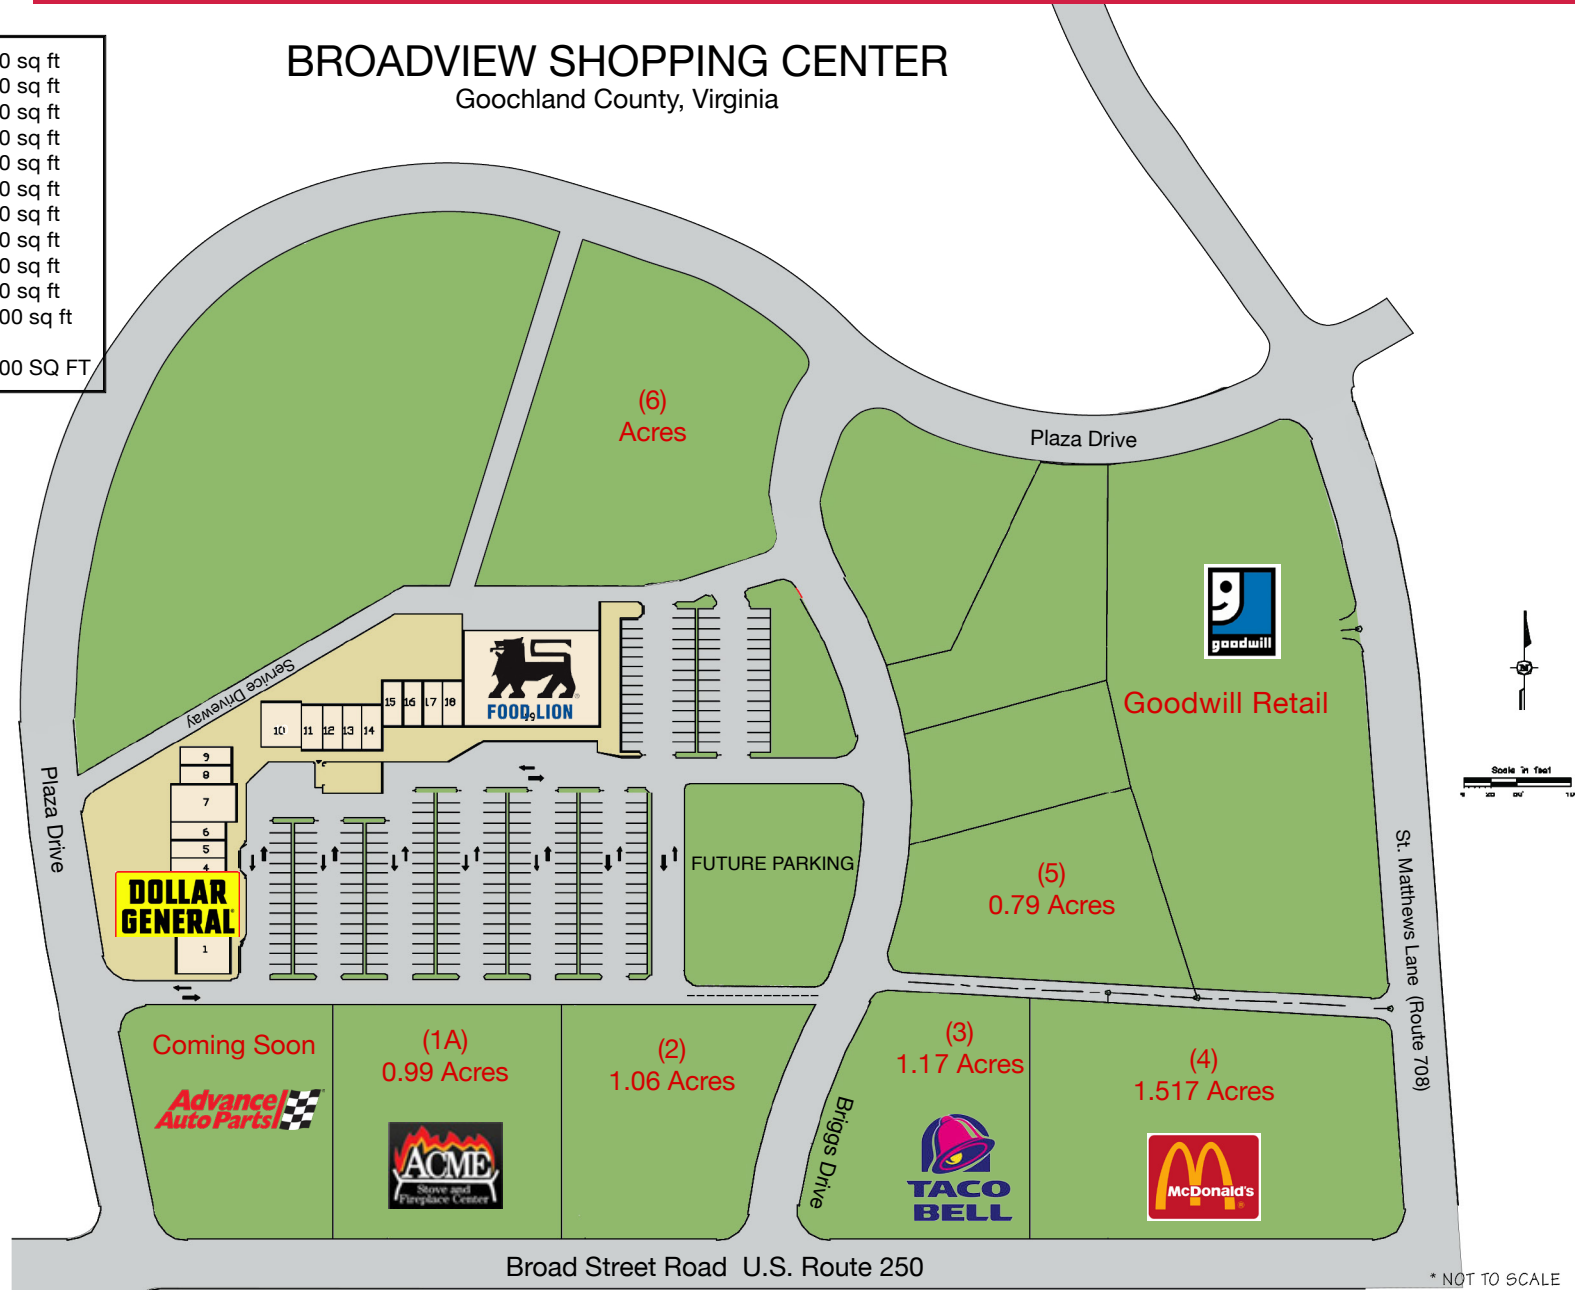 BROADVIEW SHOPPING CENTER
Goochland County, Virginia
0 sq ft
0 sq ft
0 sq ft
0 sq ft
0 sq ft
0 sq ft
0 sq ft
0 sq ft
0 sq ft
0 sq ft
00 sq ft
00 SQ FT
(6)
Acres
Plaza Drive
goodwill
Goodwill Retail
Service Driveway
FOOD LION
19
15 16 17 18
10 11 12 13 14
9
8
7
6
5
4
DOLLAR
GENERAL
1
Plaza Drive
FUTURE PARKING
(5)
0.79 Acres
N
Scale in feet
St. Matthews Lane (Route 708)
Coming Soon
Advance
Auto Parts
(1A)
0.99 Acres
ACME
Stove and
Fireplace Center
(2)
1.06 Acres
Briggs Drive
(3)
1.17 Acres
TACO
BELL
(4)
1.517 Acres
McDonald's
Broad Street Road U.S. Route 250
* NOT TO SCALE